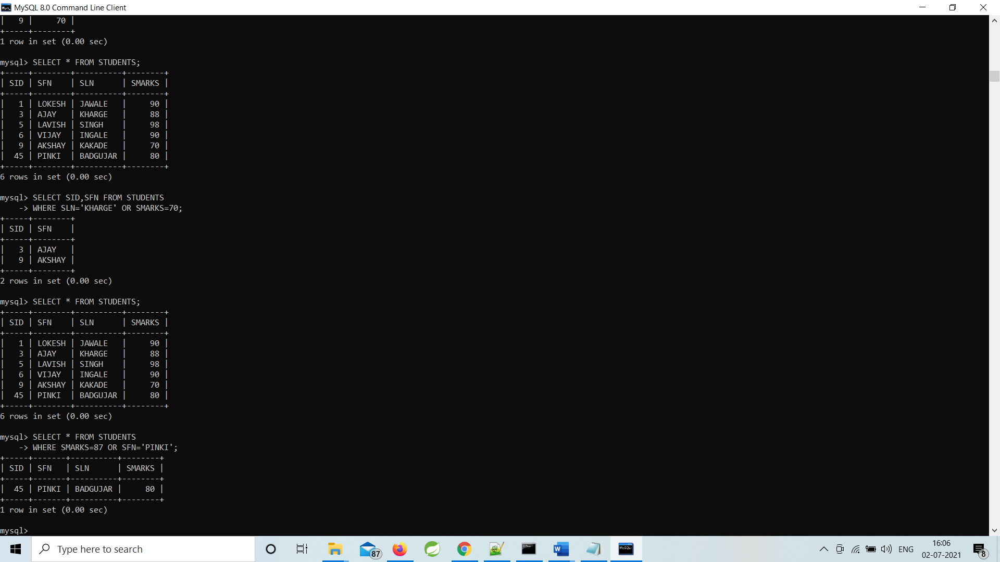 MySQL 8.0 Command Line Client
|   9 |     70 |
+-----+--------+
1 row in set (0.00 sec)
mysql> SELECT * FROM STUDENTS;
+-----+--------+----------+--------+
| SID | SFN    | SLN      | SMARKS |
+-----+--------+----------+--------+
|   1 | LOKESH | JAWALE   |     90 |
|   3 | AJAY   | KHARGE   |     88 |
|   5 | LAVISH | SINGH    |     98 |
|   6 | VIJAY  | INGALE   |     90 |
|   9 | AKSHAY | KAKADE   |     70 |
|  45 | PINKI  | BADGUJAR |     80 |
+-----+--------+----------+--------+
6 rows in set (0.00 sec)
mysql> SELECT SID,SFN FROM STUDENTS
    -> WHERE SLN='KHARGE' OR SMARKS=70;
+-----+--------+
| SID | SFN    |
+-----+--------+
|   3 | AJAY   |
|   9 | AKSHAY |
+-----+--------+
2 rows in set (0.00 sec)
mysql> SELECT * FROM STUDENTS;
+-----+--------+----------+--------+
| SID | SFN    | SLN      | SMARKS |
+-----+--------+----------+--------+
|   1 | LOKESH | JAWALE   |     90 |
|   3 | AJAY   | KHARGE   |     88 |
|   5 | LAVISH | SINGH    |     98 |
|   6 | VIJAY  | INGALE   |     90 |
|   9 | AKSHAY | KAKADE   |     70 |
|  45 | PINKI  | BADGUJAR |     80 |
+-----+--------+----------+--------+
6 rows in set (0.00 sec)
mysql> SELECT * FROM STUDENTS
    -> WHERE SMARKS=87 OR SFN='PINKI';
+-----+-------+----------+--------+
| SID | SFN   | SLN      | SMARKS |
+-----+-------+----------+--------+
|  45 | PINKI | BADGUJAR |     80 |
+-----+-------+----------+--------+
1 row in set (0.00 sec)
mysql>
Type here to search
87
W
MySQL
ENG
16:06
02-07-2021
8